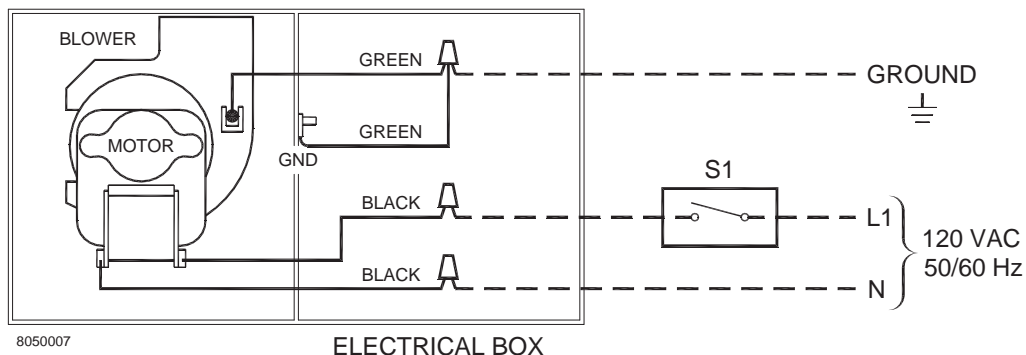 BLOWER
GREEN
GROUND
GREEN
MOTOR
GND
S1
BLACK
L1
120 VAC
50/60 Hz
BLACK
N
8050007
ELECTRICAL BOX